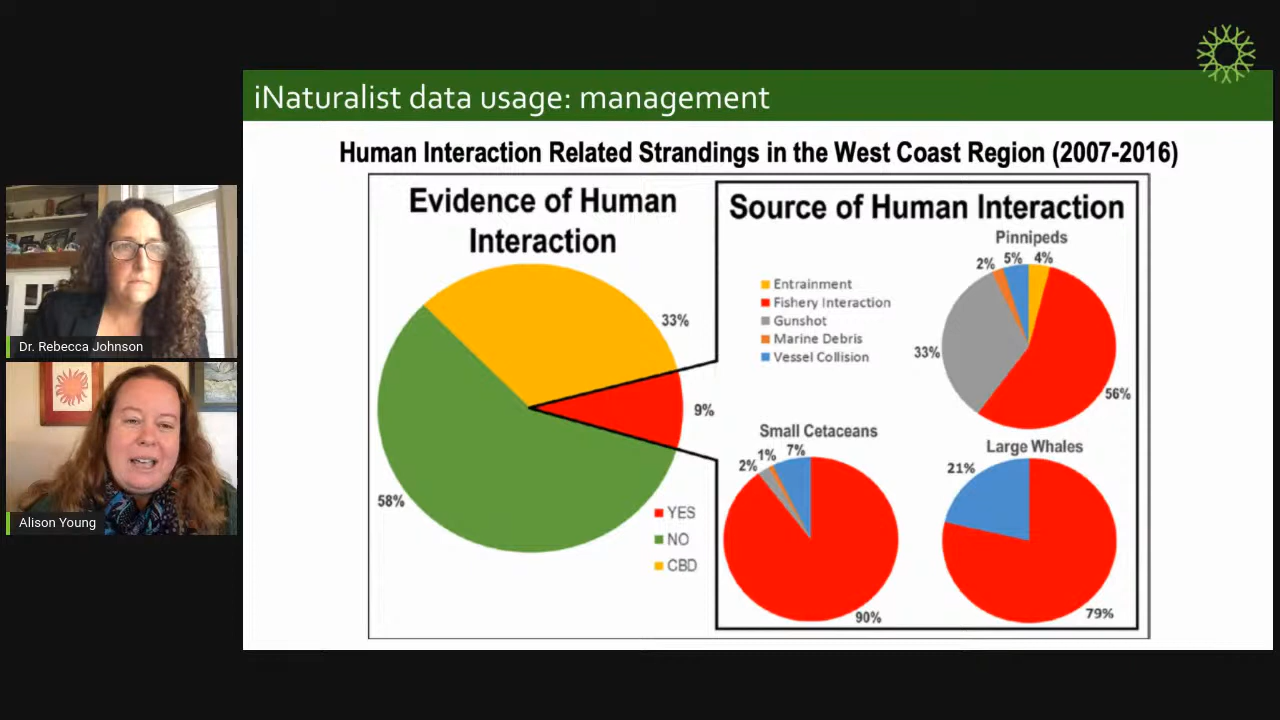 iNaturalist data usage: management
Human Interaction Related Strandings in the West Coast Region (2007-2016)
Evidence of Human
Interaction
33%
9%
58%
YES
NO
CBD
Source of Human Interaction
Entrainment
Fishery Interaction
Gunshot
Marine Debris
Vessel Collision
Pinnipeds
2%
5%
4%
33%
56%
Small Cetaceans
2%
1%
7%
90%
Large Whales
21%
79%
Dr. Rebecca Johnson
Alison Young